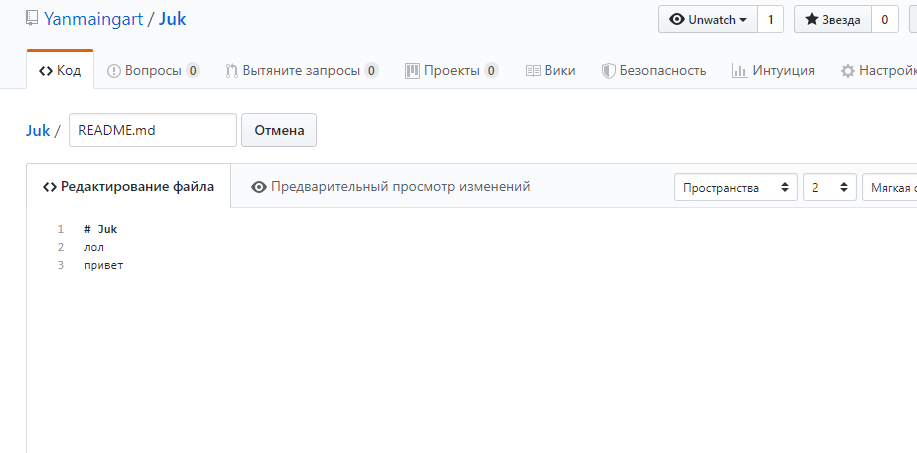 Yanmaingart / Juk
Unwatch 1 Звезда 0
Код Вопросы 0 Вытяните запросы 0 Проекты 0 Вики Безопасность Интуиция
Juk / README.md Отмена
Редактирование файла Предварительный просмотр изменений Пространства 2 Мягкая
1 # Juk
2 лол
3 привет